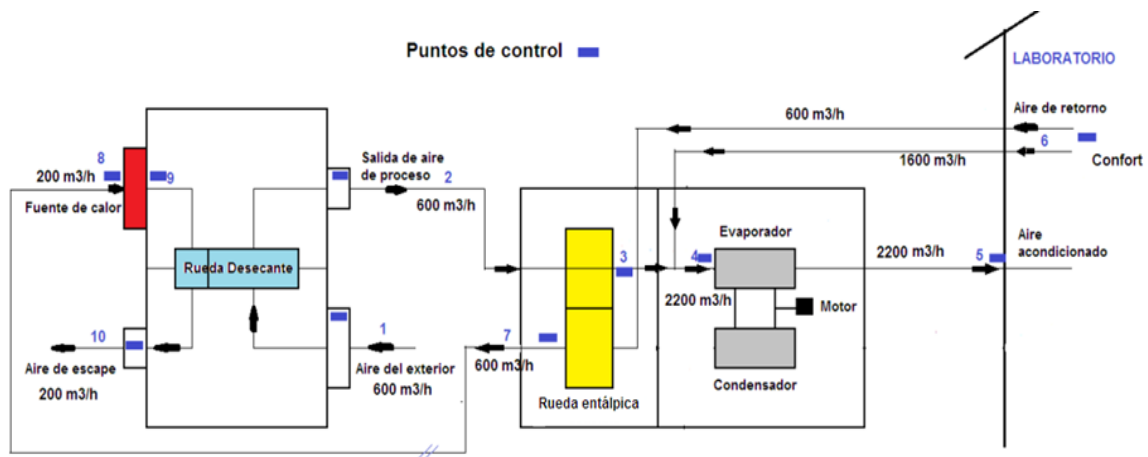 Puntos de control
LABORATORIO
Aire de retorno
600 m3/h
6
1600m3/h
Confort
8
200 m3/h
9
Fuente de calor
Salida de aire
de proceso
2
600 m3/h
Evaporador
2200 m3/h
Aire
acondicionado
5
Rueda Desecante
3
4
2200 m3/h
Motor
10
Aire de escape
200 m3/h
1
Aire del exterior
600 m3/h
7
600 m3/h
Rueda entálpica
Condensador